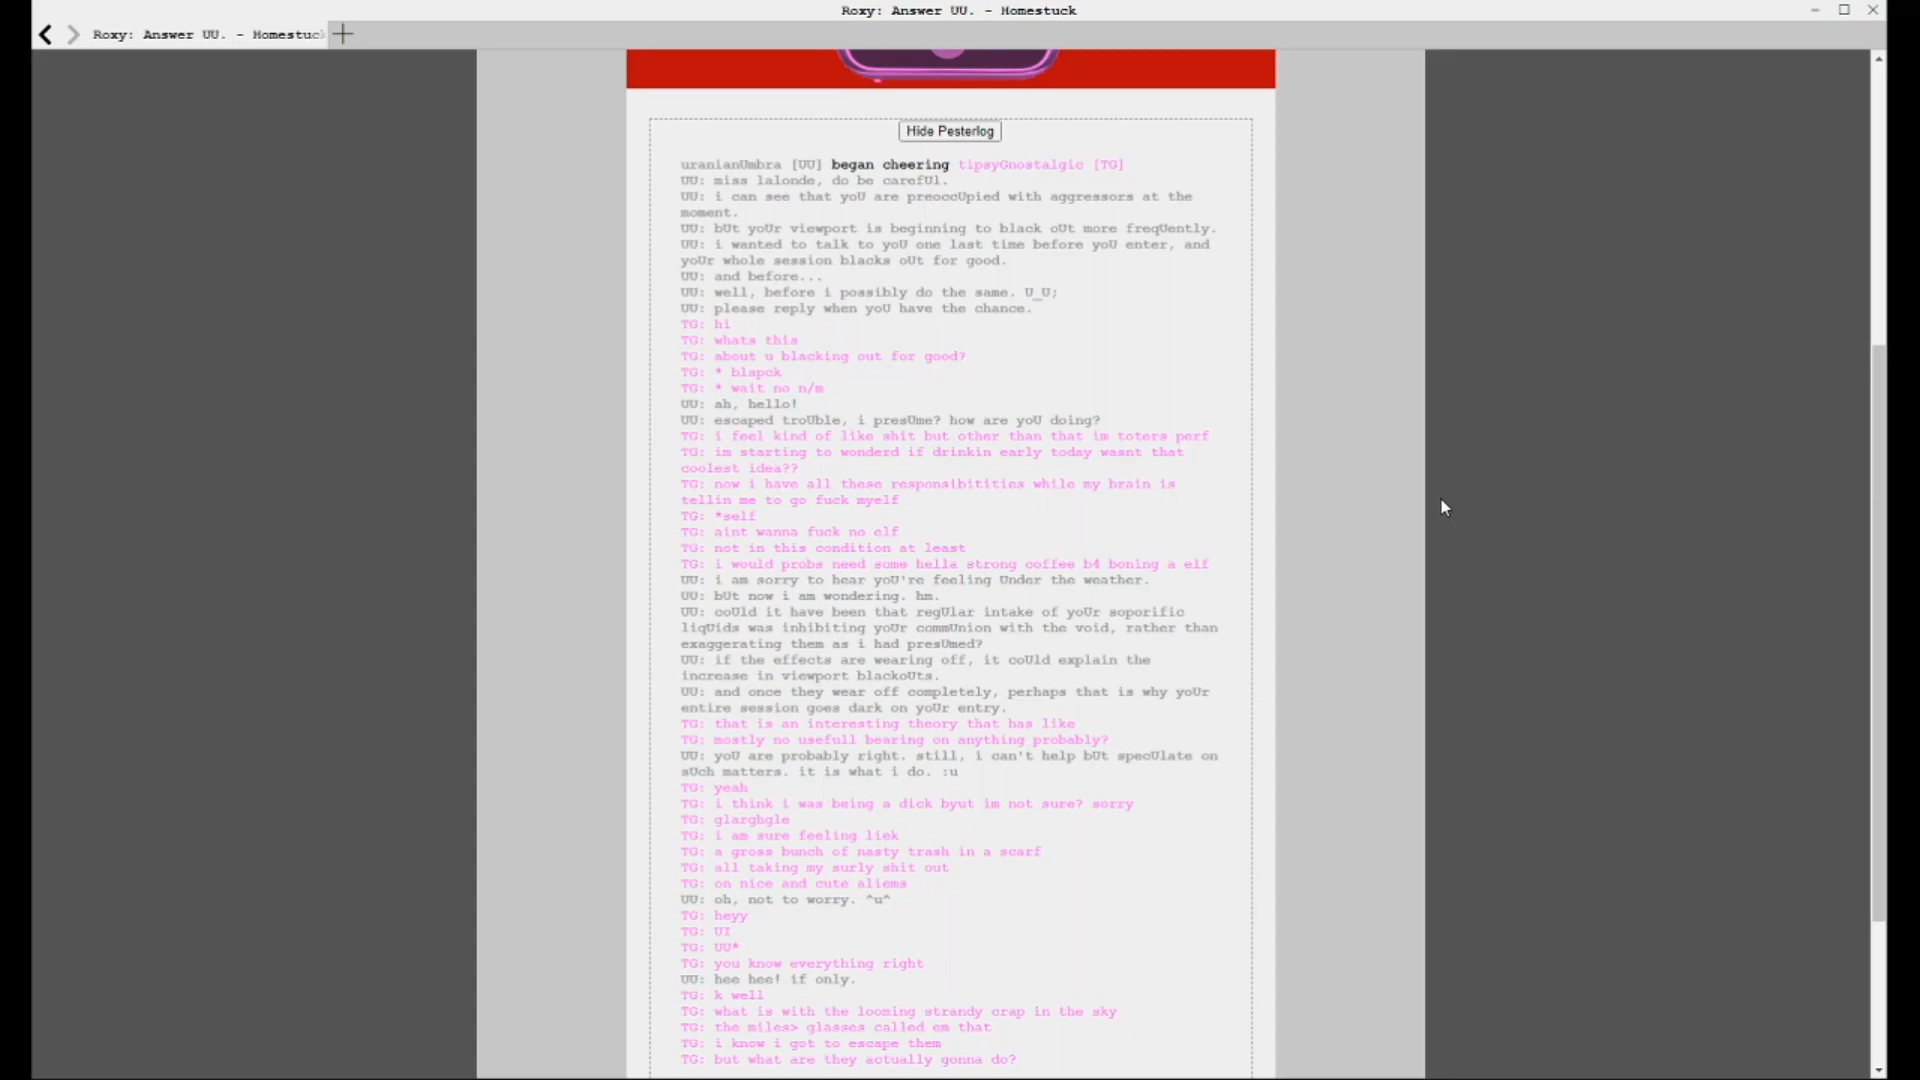 Roxy: Answer UU. - Homestuck
Roxy: Answer UU. - Homestuck
Hide Pesterlog
uranianUmbra [UU] began cheering tipsyGnostalgic [TG]
UU: miss lalonde, do be carefUl.
UU: i can see that yoU are preoccUpied with aggressors at the
moment.
UU: bUt yoUr viewport is beginning to black oUt more freqUently.
UU: i wanted to talk to yoU one last time before yoU enter, and
yoUr whole session blacks oUt for good.
UU: and before...
UU: well, before i possibly do the same. U_U;
UU: please reply when yoU have the chance.
TG: hi
TG: whats this
TG: about u blacking out for good?
TG: * blapck
TG: * wait no n/m
UU: ah, hello!
UU: escaped troUble, i presUme? how are yoU doing?
TG: i feel kind of like shit but other than that im toters perf
TG: im starting to wonderd if drinkin early today wasnt that
coolest idea??
TG: now i have all these responsibitities while my brain is
tellin me to go fuck myelf
TG: *self
TG: aint wanna fuck no elf
TG: not in this condition at least
TG: i would probs need some hella strong coffee b4 boning a elf
UU: i am sorry to hear yoU're feeling Under the weather.
UU: bUt now i am wondering. hm.
UU: coUld it have been that regUlar intake of yoUr soporific
liqUids was inhibiting yoUr commUnion with the void, rather than
exaggerating them as i had presUmed?
UU: if the effects are wearing off, it coUld explain the
increase in viewport blackoUts.
UU: and once they wear off completely, perhaps that is why yoUr
entire session goes dark on yoUr entry.
TG: that is an interesting theory that has like
TG: mostly no usefull bearing on anything probably?
UU: yoU are probably right. still, i can't help bUt specUlate on
sUch matters. it is what i do. :u
TG: yeah
TG: i think i was being a dick byut im not sure? sorry
TG: glarghgle
TG: i am sure feeling liek
TG: a gross bunch of nasty trash in a scarf
TG: all taking my surly shit out
TG: on nice and cute aliems
UU: oh, not to worry. ^u^
TG: heyy
TG: UI
TG: UU*
TG: you know everything right
UU: hee hee! if only.
TG: k well
TG: what is with the looming strandy crap in the sky
TG: the miles> glasses called em that
TG: i know i got to escape them
TG: but what are they actually gonna do?